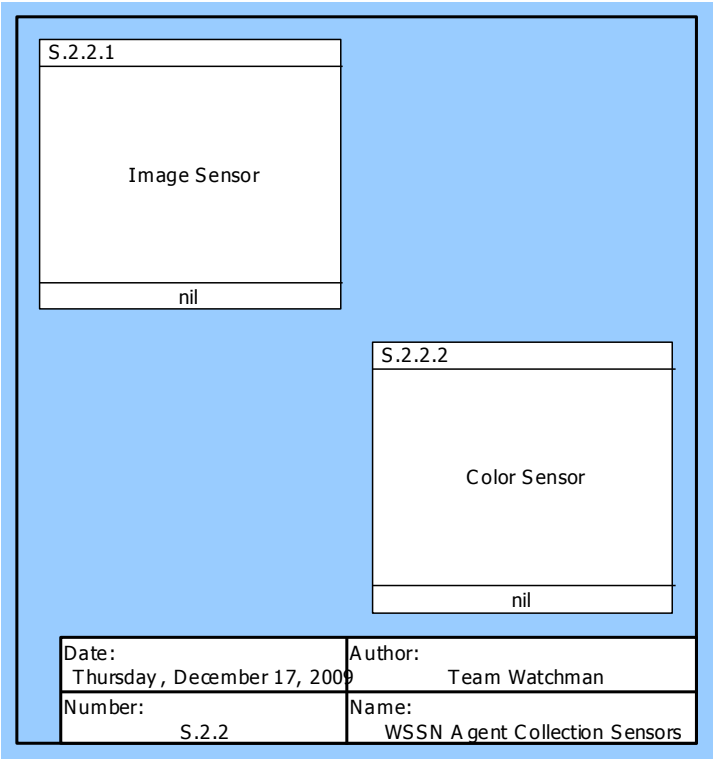 S.2.2.1
Image Sensor
nil
S.2.2.2
Color Sensor
nil
Date:
Thursday, December 17, 2009
Author:
Team Watchman
Number:
S.2.2
Name:
WSSN Agent Collection Sensors